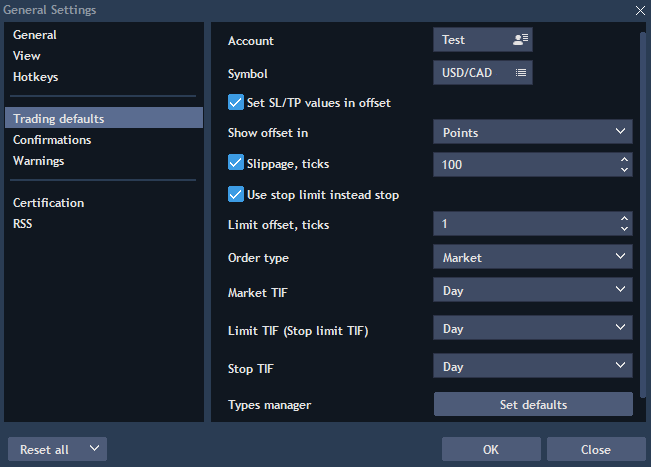 General Settings
General
View
Hotkeys
Trading defaults
Confirmations
Warnings
Certification
RSS
Account
Test
Symbol
USD/CAD
Set SL/TP values in offset
Show offset in
Points
Slippage, ticks
100
Use stop limit instead stop
Limit offset, ticks
1
Order type
Market
Market TIF
Day
Limit TIF (Stop limit TIF)
Day
Stop TIF
Day
Types manager
Set defaults
Reset all
OK
Close